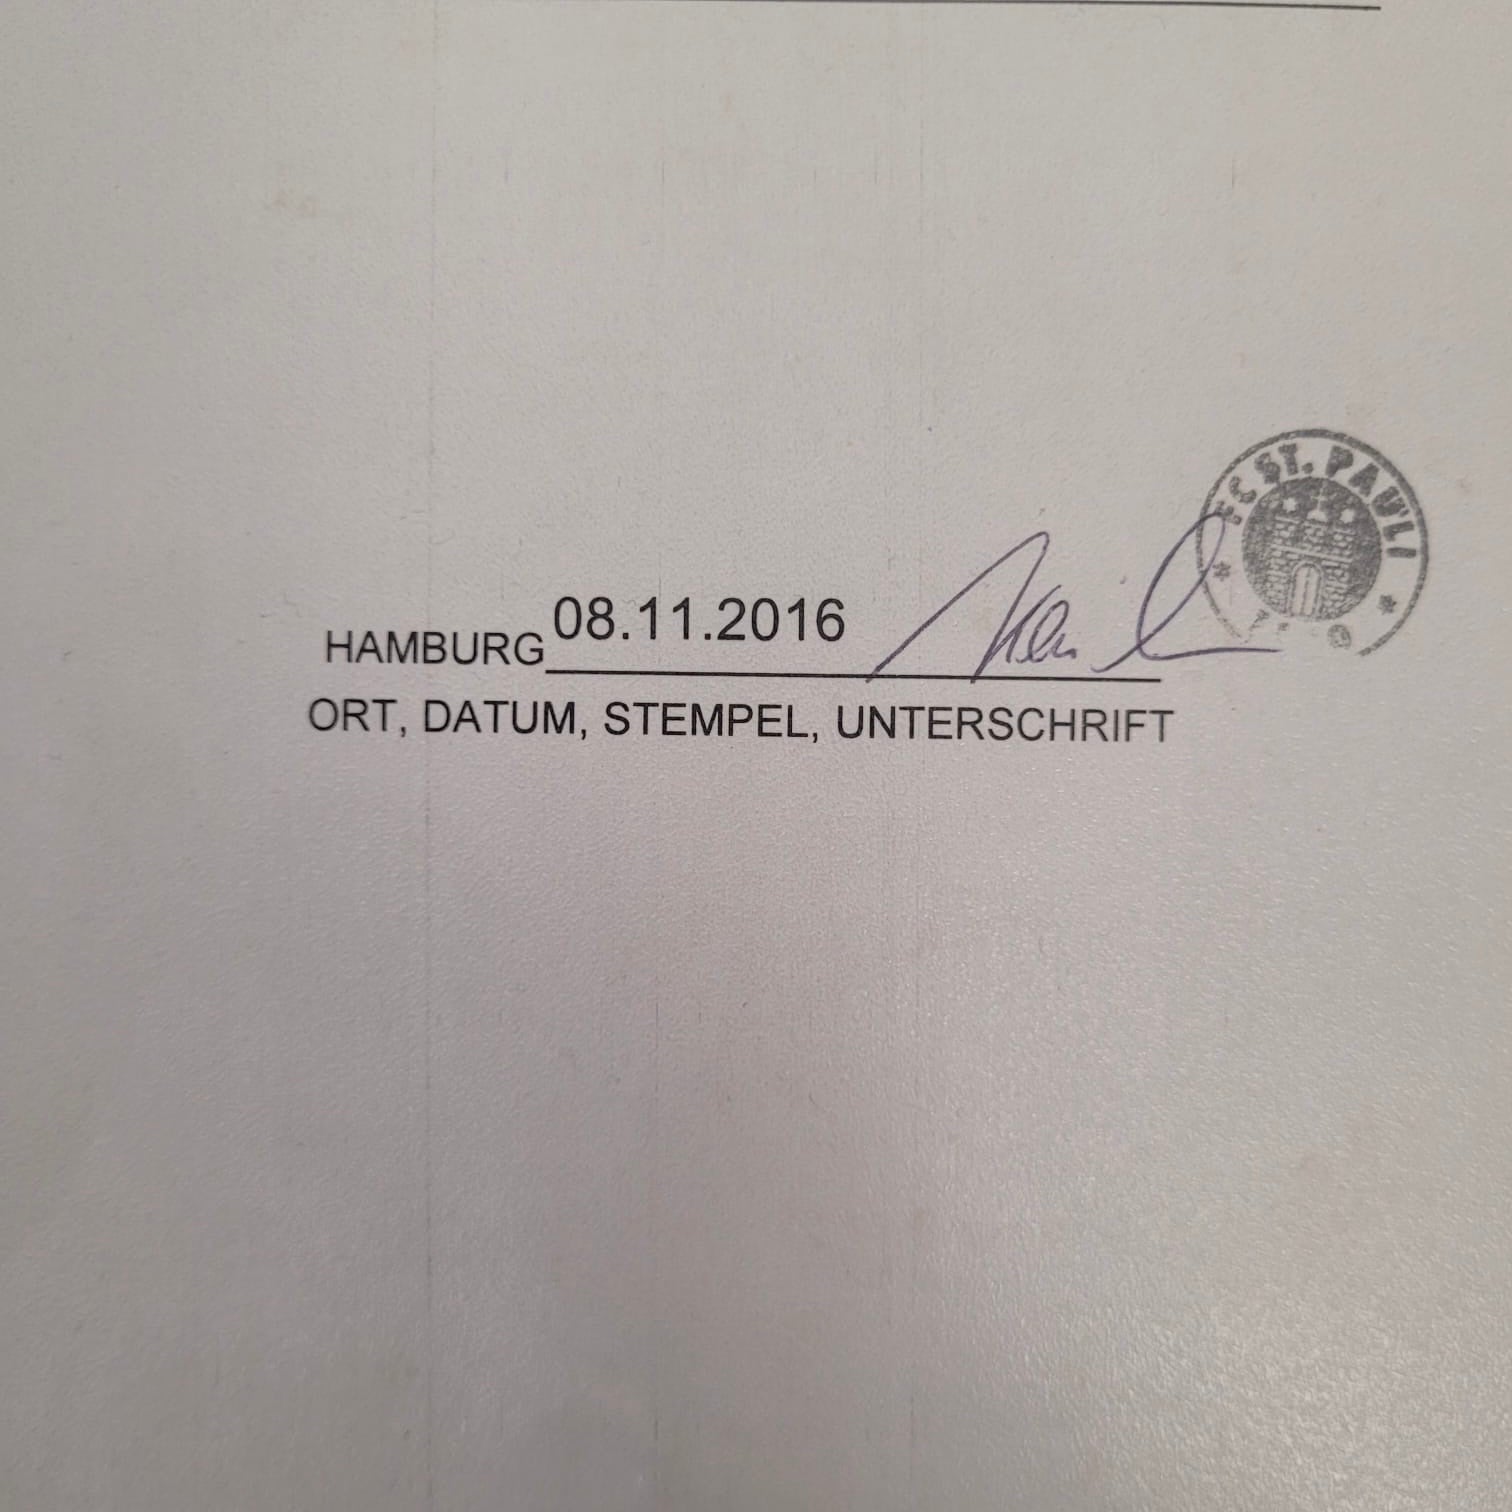 FC ST. PAULI
HAMBURG 08.11.2016
ORT, DATUM, STEMPEL, UNTERSCHRIFT